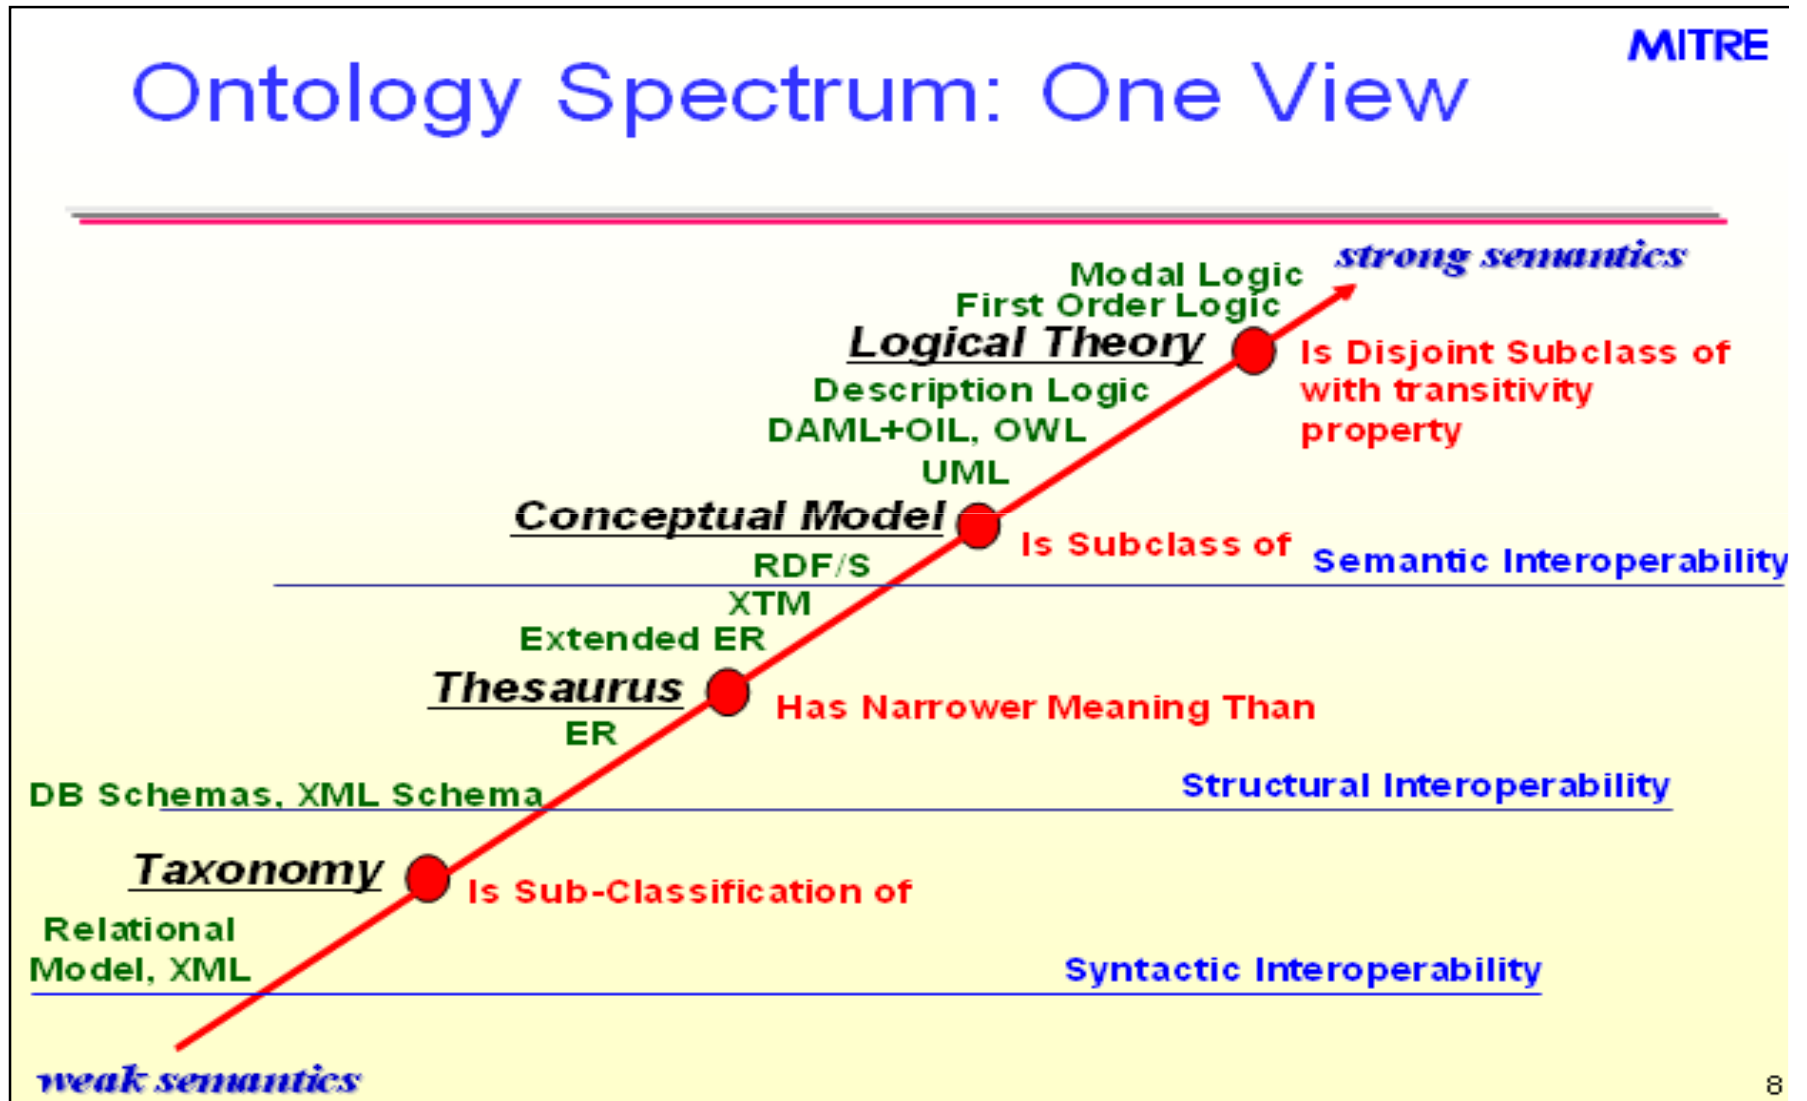 MITRE
Ontology Spectrum: One View
strong semantics
Modal Logic
First Order Logic
Logical Theory
Is Disjoint Subclass of
with transitivity
property
Description Logic
DAML+OIL, OWL
UML
Conceptual Model
Is Subclass of
Semantic Interoperability
RDF/S
XTM
Extended ER
Thesaurus
Has Narrower Meaning Than
ER
Structural Interoperability
DB Schemas, XML Schema
Taxonomy
Is Sub-Classification of
Relational
Model, XML
Syntactic Interoperability
weak semantics
8